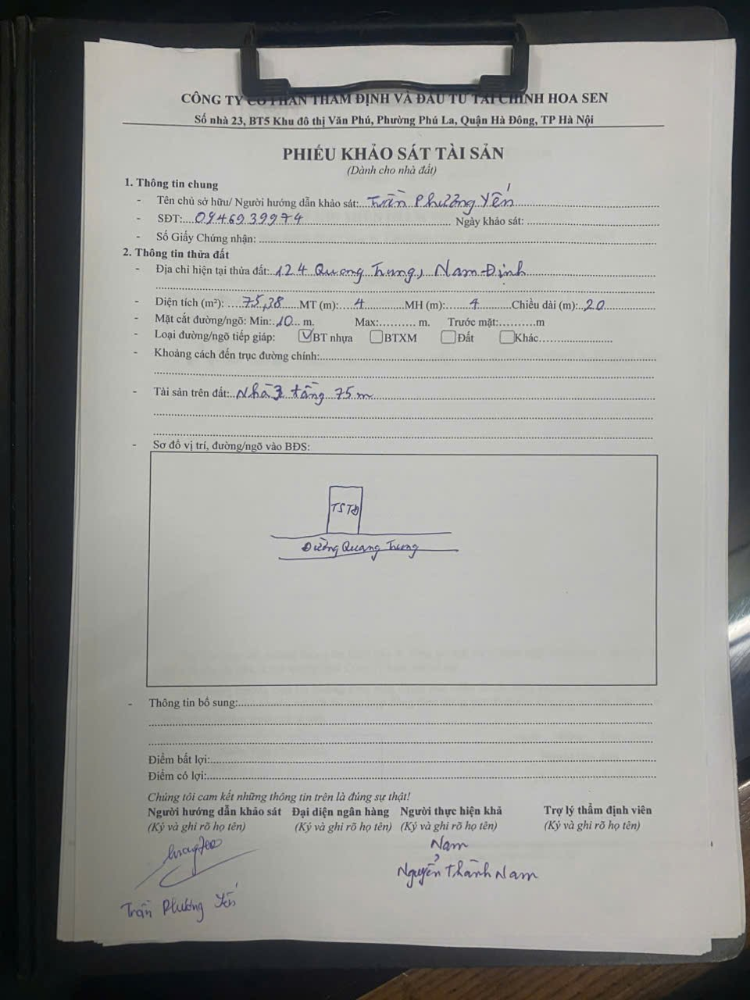 CÔNG TY CỔ PHẦN THẨM ĐỊNH VÀ ĐẦU TƯ TÀI CHÍNH HOA SEN
Số nhà 23, BT5 Khu đô thị Văn Phú, Phường Phú La, Quận Hà Đông, TP Hà Nội
PHIẾU KHẢO SÁT TÀI SẢN
(Dành cho nhà đất)
1. Thông tin chung
- Tên chủ sở hữu/ Người hướng dẫn khảo sát: Trần Phương Yến
- SĐT: 0946939974 Ngày khảo sát:
- Số Giấy Chứng nhận:
2. Thông tin thửa đất
- Địa chỉ hiện tại thửa đất: 124 Quang Trung, Nam Định
- Diện tích (m²): 75,38 MT (m): 4 MH (m): 4 Chiều dài (m): 20
- Mặt cắt đường/ngõ: Min: 10 m. Max: m. Trước mặt: m
- Loại đường/ngõ tiếp giáp: BT nhựa BTXM Đất Khác
- Khoảng cách đến trục đường chính:
- Tài sản trên đất: Nhà 3 tầng 75 m
- Sơ đồ vị trí, đường/ngõ vào BĐS:
TSTĐ
Đường Quang Trung
- Thông tin bổ sung:
Điểm bất lợi:
Điểm có lợi:
Chúng tôi cam kết những thông tin trên là đúng sự thật!
Người hướng dẫn khảo sát Đại diện ngân hàng Người thực hiện khả Trợ lý thẩm định viên
(Ký và ghi rõ họ tên) (Ký và ghi rõ họ tên) (Ký và ghi rõ họ tên) (Ký và ghi rõ họ tên)
Nam
Nguyễn Thành Nam
Trần Phương Yến